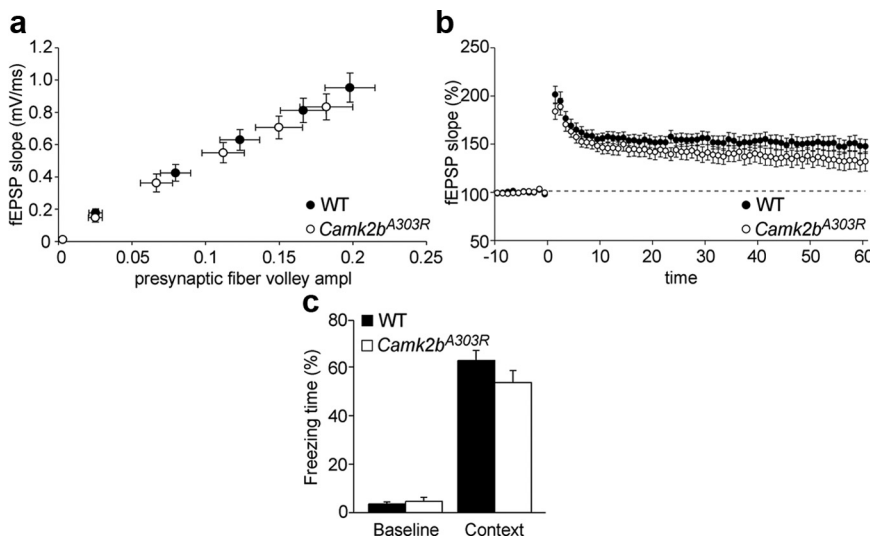 a
1.2
1.0
0.8
0.6
0.4
0.2
0
fEPSP slope (mV/ms)
WT
Camk2bA303R
0.05
0.1
0.15
0.2
0.25
presynaptic fiber volley ampl
b
250
200
150
100
50
fEPSP slope (%)
WT
Camk2bA303R
-10
0
10
20
30
40
50
60
time
c
80
60
40
20
0
Freezing time (%)
WT
Camk2bA303R
Baseline
Context